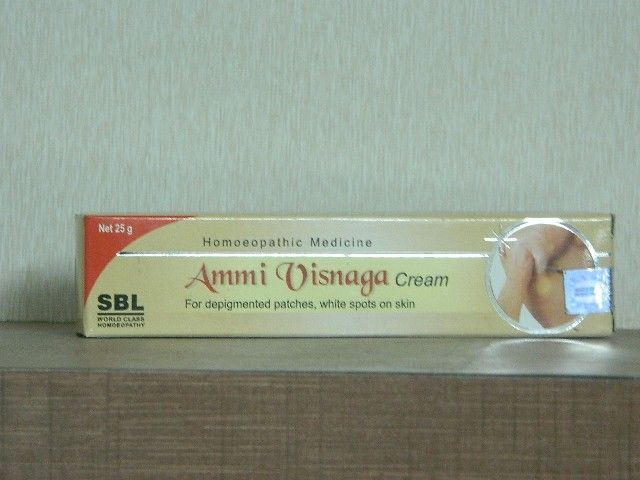 Net 25 g
Homoeopathic Medicine
Ammi Visnaga Cream
For depigmented patches, white spots on skin
SBL
WORLD CLASS
HOMOEOPATHY